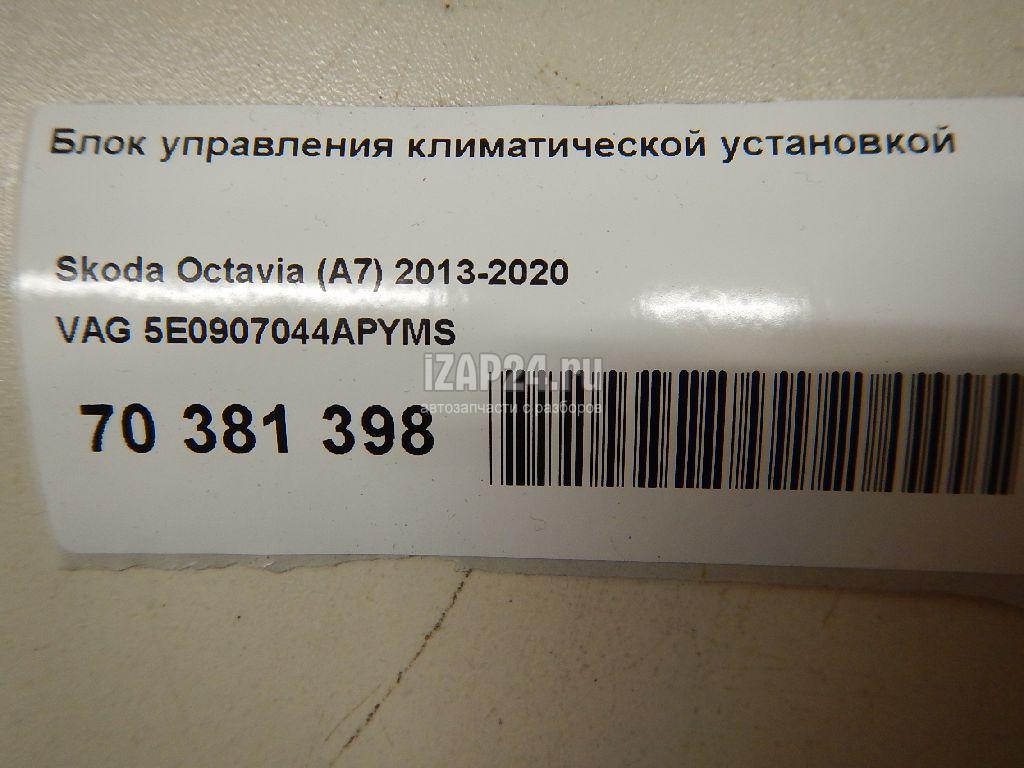 Блок управления климатической установкой
Skoda Octavia (A7) 2013-2020
VAG 5E0907044APYMS
iZAP24.ru
автозапчасти с разборов
70 381 398